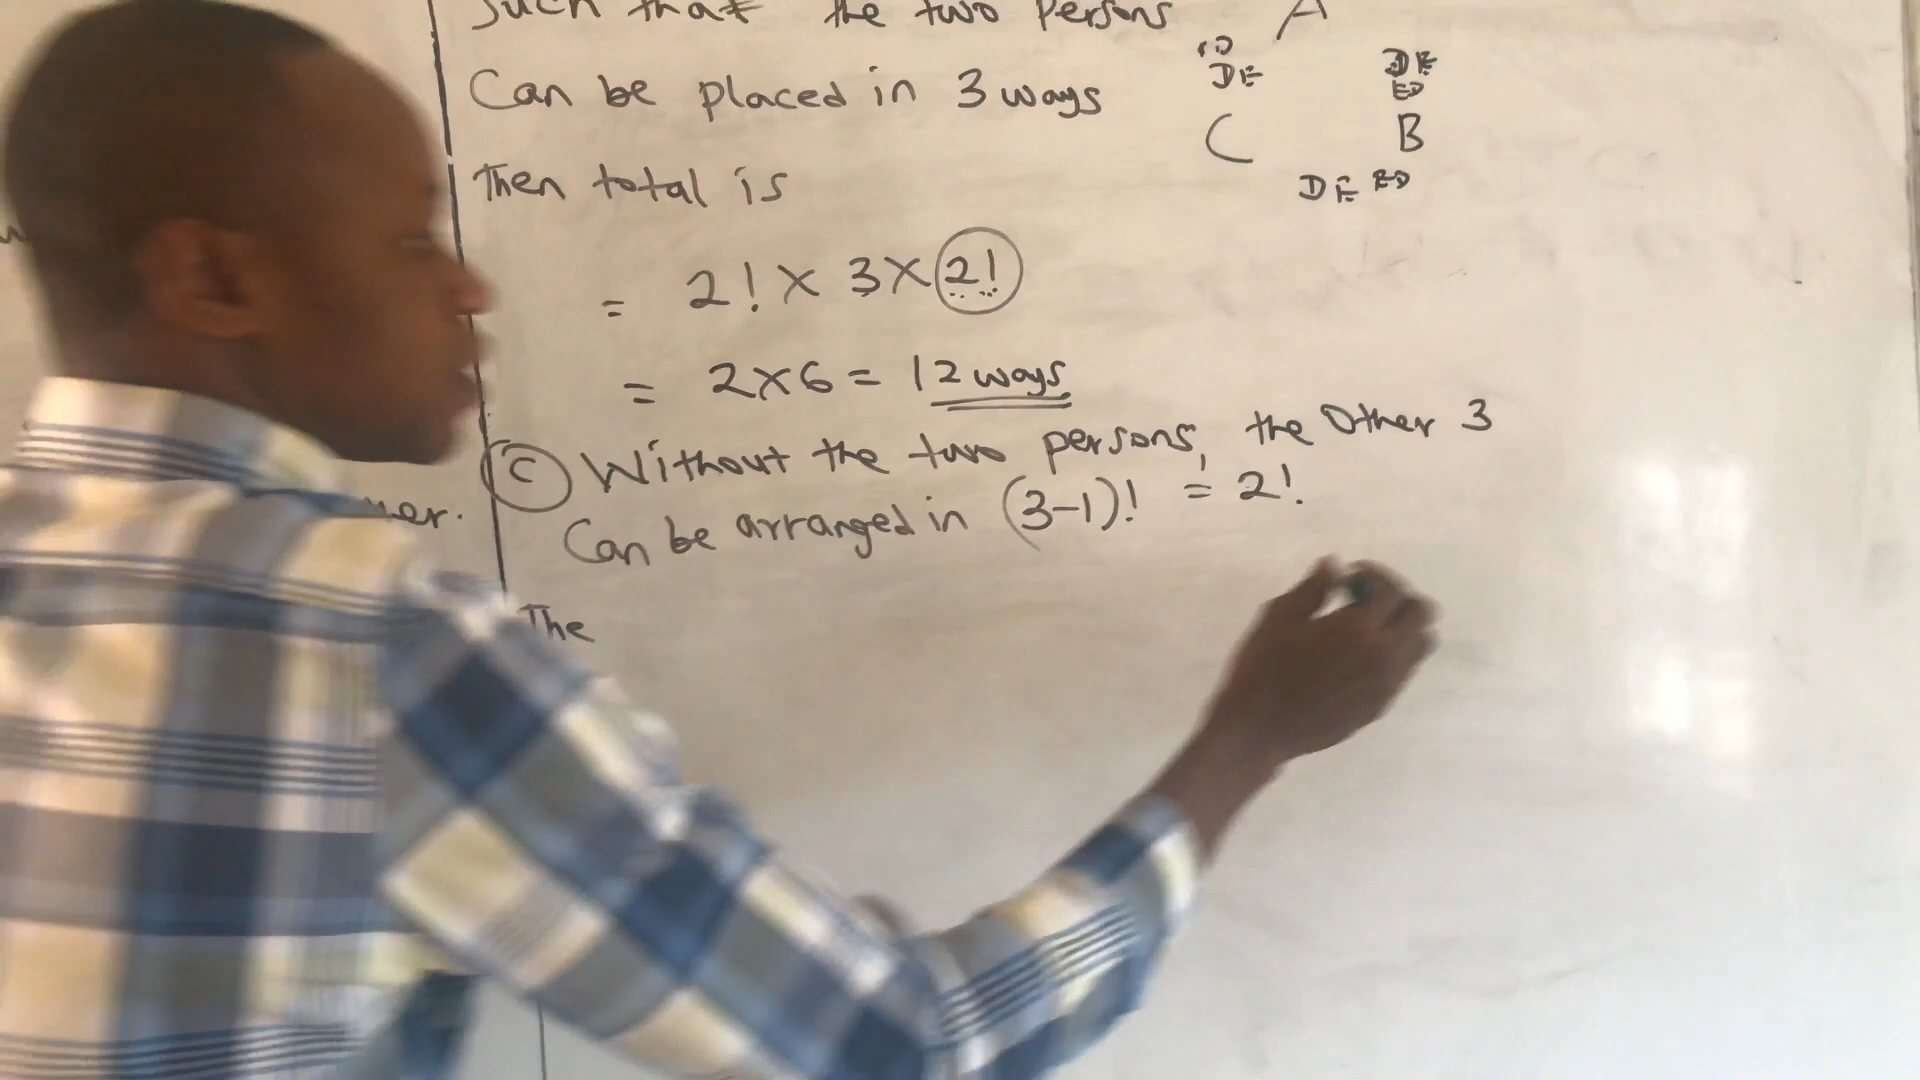 Such that the two persons
Can be placed in 3 ways
Then total is
= 2! X 3 X 2!
= 2x6 = 12 ways
C Without the two persons, the Other 3
Can be arranged in (3-1)! = 2!
The
A
DE
DE
ED
C B
DE ED
er.